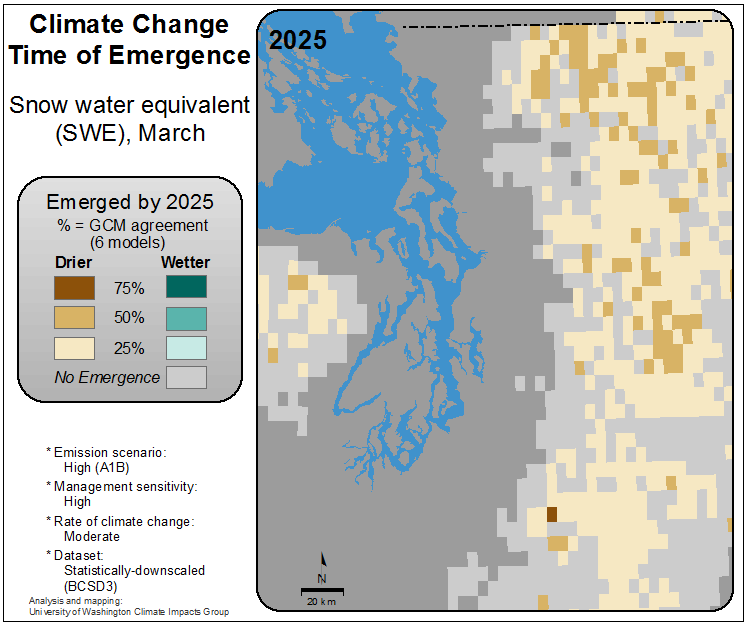 Climate Change
Time of Emergence
Snow water equivalent
(SWE), March
Emerged by 2025
% = GCM agreement
(6 models)
Drier Wetter
75%
50%
25%
No Emergence
* Emission scenario:
High (A1B)
* Management sensitivity:
High
* Rate of climate change:
Moderate
* Dataset:
Statistically-downscaled
(BCSD3)
Analysis and mapping:
University of Washington Climate Impacts Group
2025
N
20 km